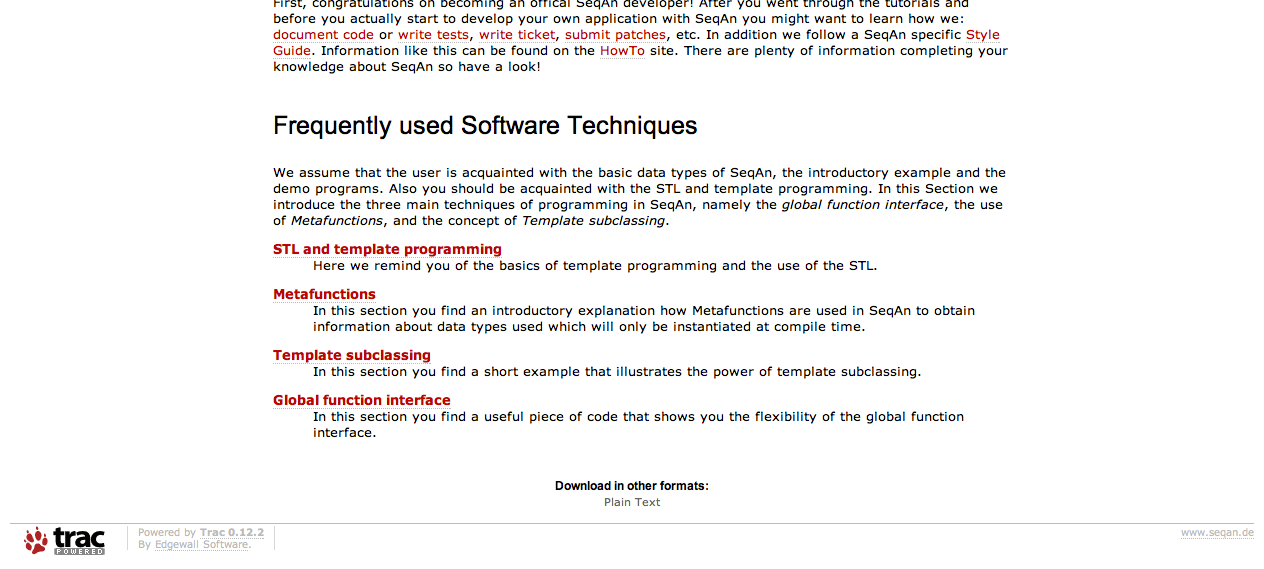 First, congratulations on becoming an offical SeqAn developer! After you went through the tutorials and
before you actually start to develop your own application with SeqAn you might want to learn how we:
document code or write tests, write ticket, submit patches, etc. In addition we follow a SeqAn specific Style
Guide. Information like this can be found on the HowTo site. There are plenty of information completing your
knowledge about SeqAn so have a look!
Frequently used Software Techniques
We assume that the user is acquainted with the basic data types of SeqAn, the introductory example and the
demo programs. Also you should be acquainted with the STL and template programming. In this Section we
introduce the three main techniques of programming in SeqAn, namely the global function interface, the use
of Metafunctions, and the concept of Template subclassing.
STL and template programming
Here we remind you of the basics of template programming and the use of the STL.
Metafunctions
In this section you find an introductory explanation how Metafunctions are used in SeqAn to obtain
information about data types used which will only be instantiated at compile time.
Template subclassing
In this section you find a short example that illustrates the power of template subclassing.
Global function interface
In this section you find a useful piece of code that shows you the flexibility of the global function
interface.
Download in other formats:
Plain Text
trac
POWERED
Powered by Trac 0.12.2
By Edgewall Software.
www.seqan.de